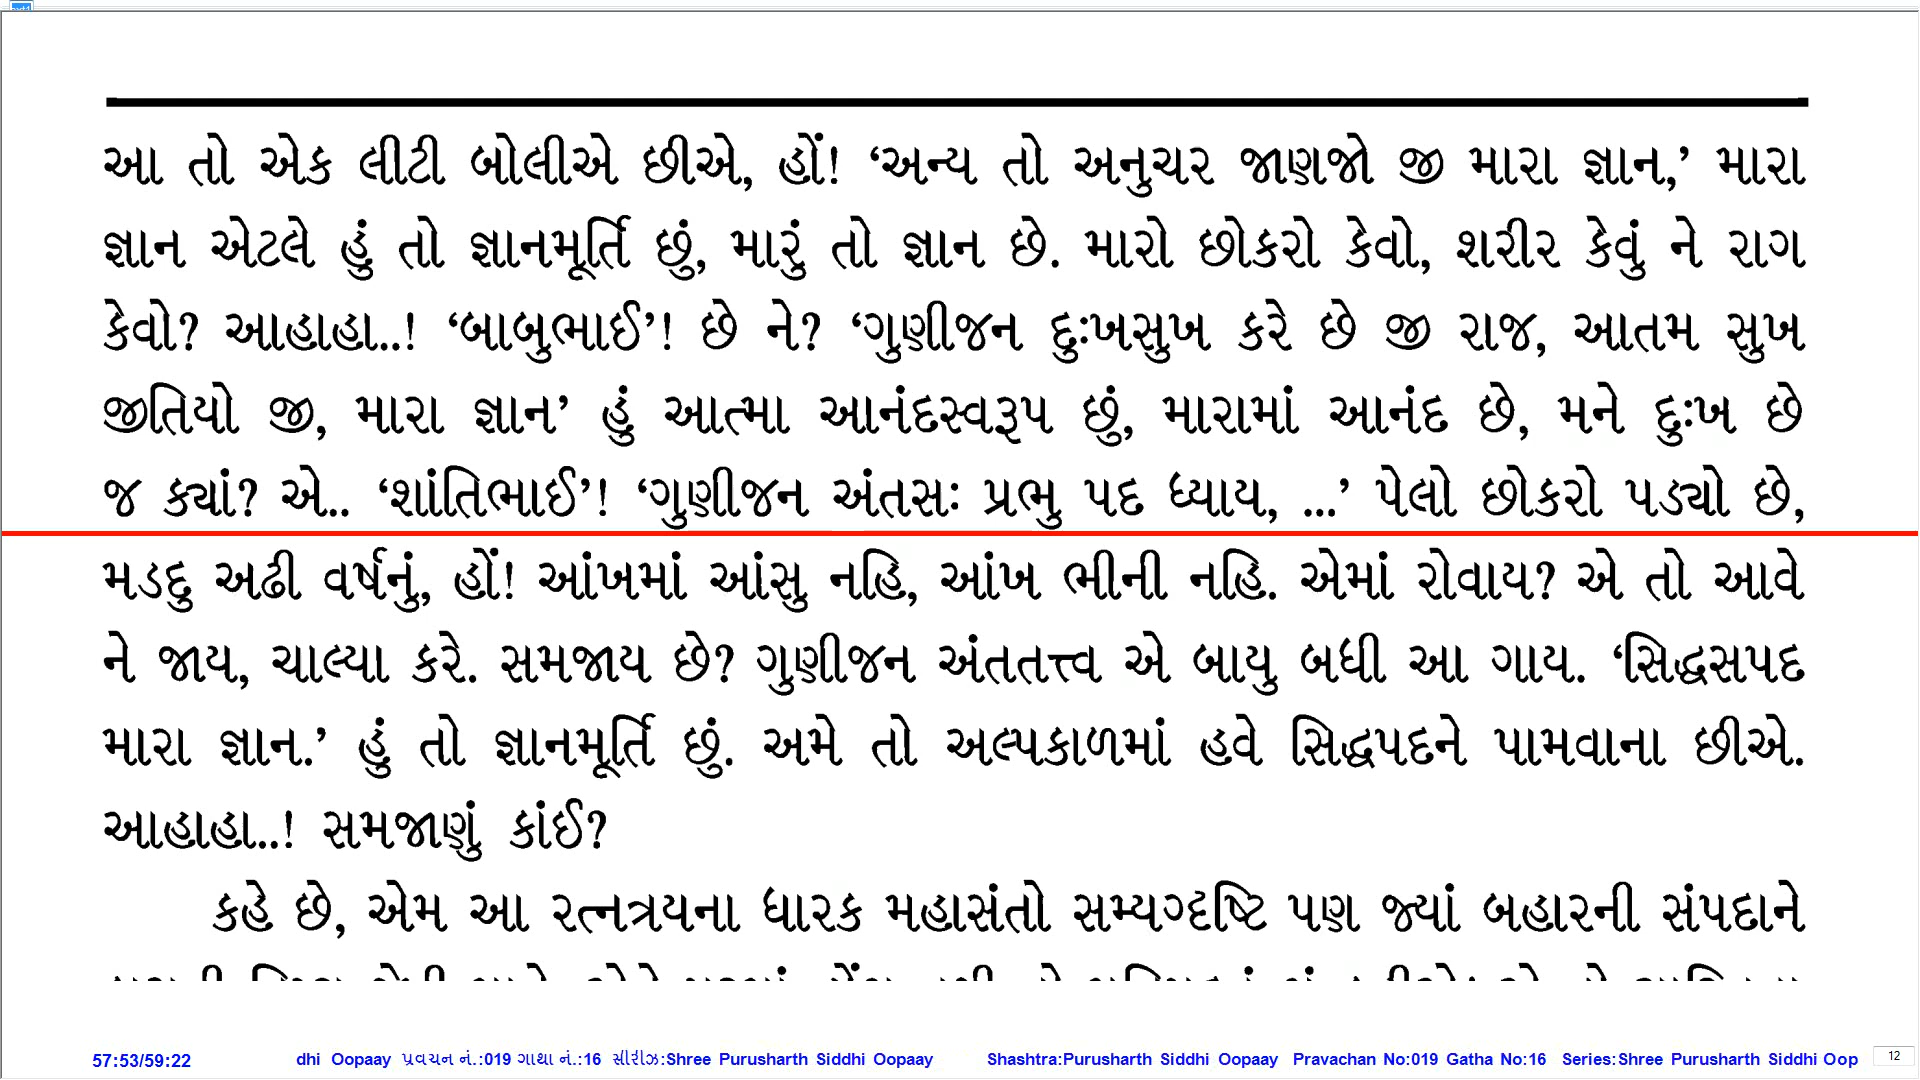 આ તો એક લીટી બોલીએ છીએ, હોં! ‘અન્ય તો અનુચર જાણજો જી મારા જ્ઞાન,’ મારા
જ્ઞાન એટલે હું તો જ્ઞાનમૂર્તિ છું, મારું તો જ્ઞાન છે. મારો છોકરો કેવો, શરીર કેવું ને રાગ
કેવો? આહાહા..! ‘બાબુભાઈ’! છે ને? ‘ગુણીજન દુઃખસુખ કરે છે જી રાજ, આતમ સુખ
જીતિયો જી, મારા જ્ઞાન’ હું આત્મા આનંદસ્વરૂપ છું, મારામાં આનંદ છે, મને દુઃખ છે
જ ક્યાં? એ.. ‘શાંતિભાઈ’! ‘ગુણીજન અંતસઃ પ્રભુ પદ ધ્યાય, ...’ પેલો છોકરો પડ્યો છે,
મડદુ અઢી વર્ષનું, હોં! આંખમાં આંસુ નહિ, આંખ ભીની નહિ. એમાં રોવાય? એ તો આવે
ને જાય, ચાલ્યા કરે. સમજાય છે? ગુણીજન અંતતત્ત્વ એ બાયુ બધી આ ગાય. ‘સિદ્ધસપદ
મારા જ્ઞાન.’ હું તો જ્ઞાનમૂર્તિ છું. અમે તો અલ્પકાળમાં હવે સિદ્ધપદને પામવાના છીએ.
આહાહા..! સમજાણું કાંઈ?
કહે છે, એમ આ રત્નત્રયના ધારક મહાસંતો સમ્યગ્દૃષ્ટિ પણ જ્યાં બહારની સંપદાને
57:53/59:22 dhi Oopaay પ્રવચન નં.:019 ગાથા નં.:16 સીરીઝ:Shree Purusharth Siddhi Oopaay Shashtra:Purusharth Siddhi Oopaay Pravachan No:019 Gatha No:16 Series:Shree Purusharth Siddhi Oop 12